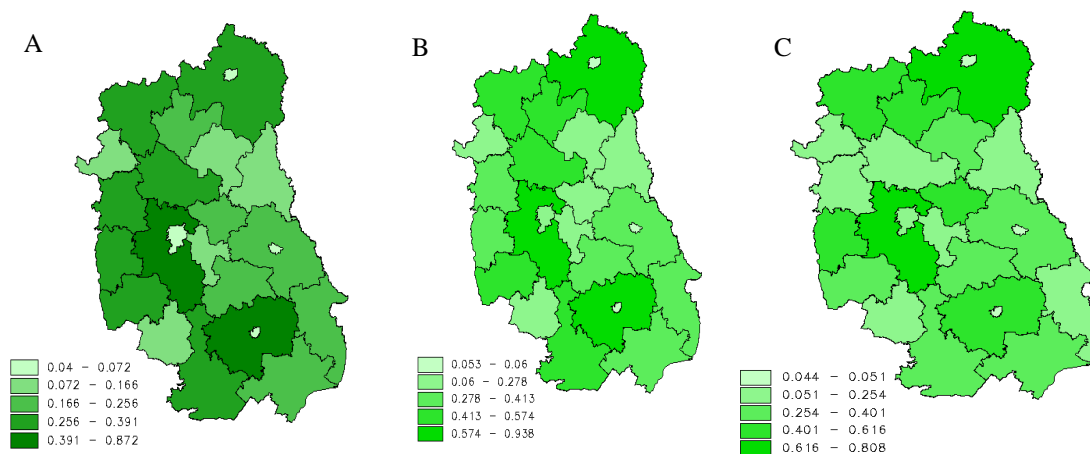 A
B
C
0.04 – 0.072
0.072 – 0.166
0.166 – 0.256
0.256 – 0.391
0.391 – 0.872
0.053 – 0.06
0.06 – 0.278
0.278 – 0.413
0.413 – 0.574
0.574 – 0.938
0.044 – 0.051
0.051 – 0.254
0.254 – 0.401
0.401 – 0.616
0.616 – 0.808